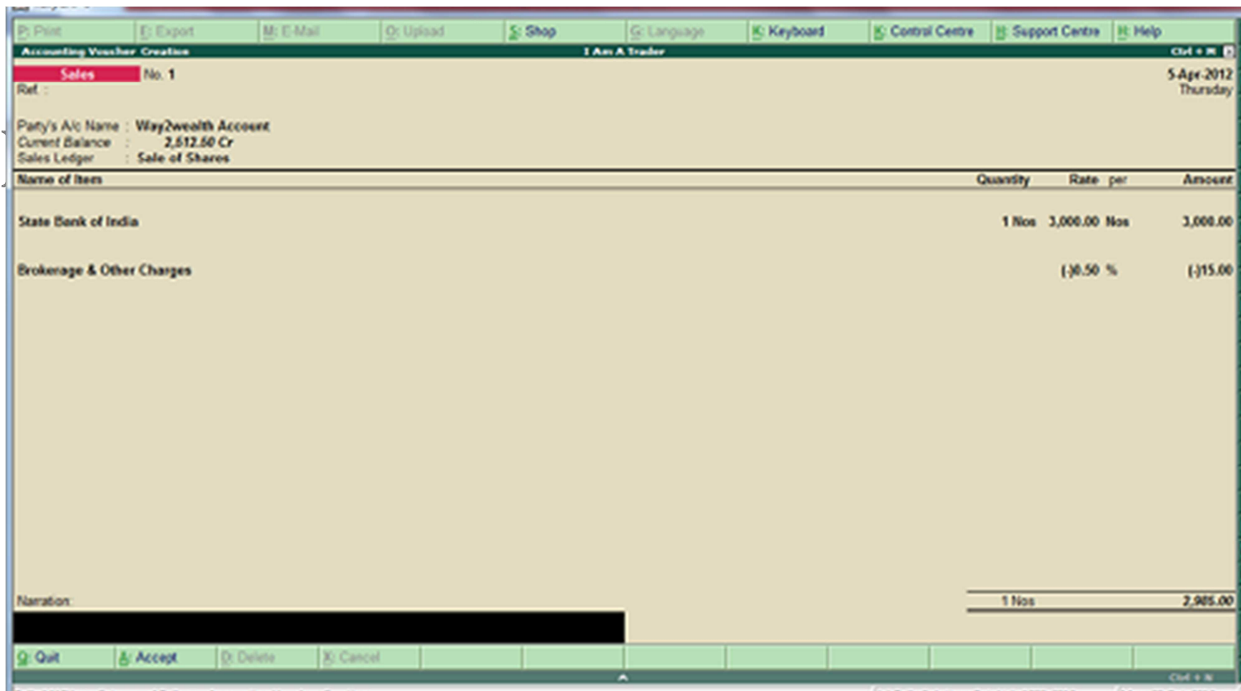 P: Print E: Export M: E-Mail O: Upload S: Shop G: Language K: Keyboard K: Control Centre H: Support Centre H: Help
Accounting Voucher Creation I Am A Trader Ctrl + M
Sales No. 1 5-Apr-2012
Ref. : Thursday
Party's A/c Name : Way2wealth Account
Current Balance : 2,512.50 Cr
Sales Ledger : Sale of Shares
Name of Item Quantity Rate per Amount
State Bank of India 1 Nos 3,000.00 Nos 3,000.00
Brokerage & Other Charges (-)0.50 % (-)15.00
Narration: 1 Nos 2,985.00
Q: Quit A: Accept D: Delete X: Cancel
Ctrl + N